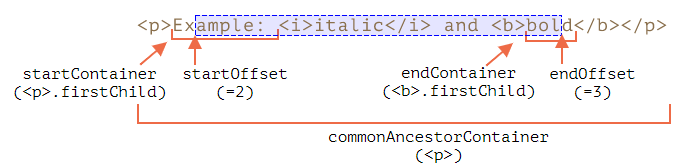 <p>Example: <i>italic</i> and <b>bold</b></p>
startContainer
(<p>.firstChild)
startOffset
(=2)
endContainer
(<b>.firstChild)
endOffset
(=3)
commonAncestorContainer
(<p>)